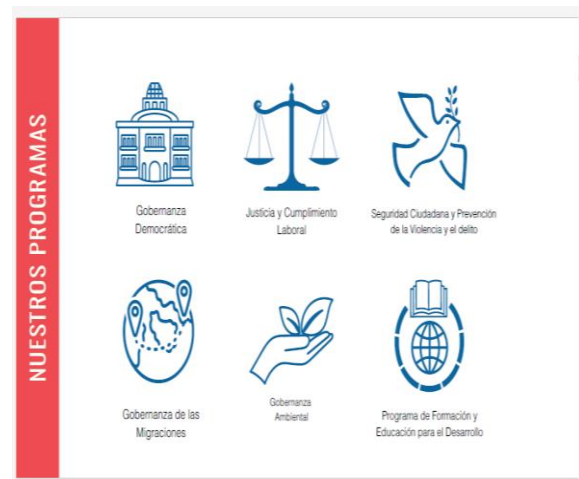 NUESTROS PROGRAMAS
Gobernanza
Democrática
Justicia y Cumplimiento
Laboral
Seguridad Ciudadana y Prevención
de la Violencia y el delito
Gobernanza de las
Migraciones
Gobernanza
Ambiental
Programa de Formación y
Educación para el Desarrollo